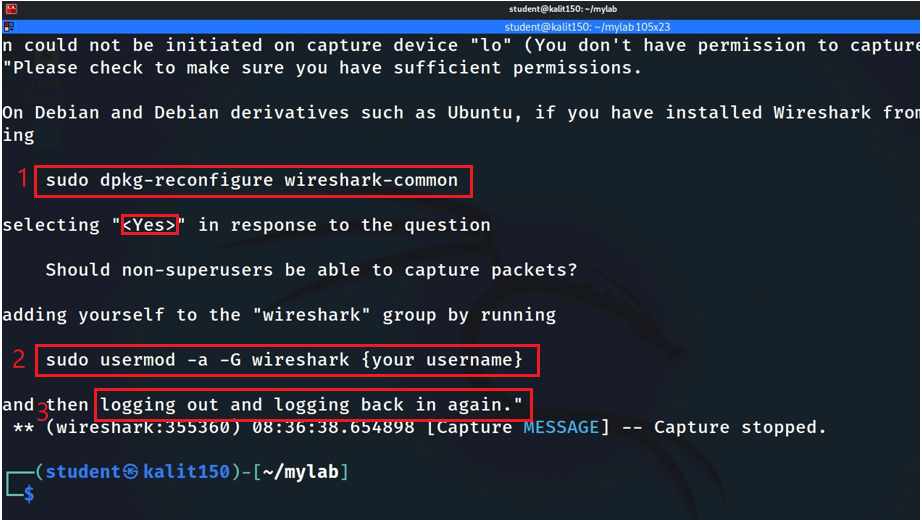 student@kalit150: ~/mylab
student@kalit150: ~/mylab 105x23
n could not be initiated on capture device "lo" (You don't have permission to capture
"Please check to make sure you have sufficient permissions.
On Debian and Debian derivatives such as Ubuntu, if you have installed Wireshark from
ing
1 sudo dpkg-reconfigure wireshark-common
selecting "<Yes>" in response to the question
Should non-superusers be able to capture packets?
adding yourself to the "wireshark" group by running
2 sudo usermod -a -G wireshark {your username}
and then logging out and logging back in again."
3
** (wireshark:355360) 08:36:38.654898 [Capture MESSAGE] -- Capture stopped.
┌──(student㉿kalit150)-[~/mylab]
└─$